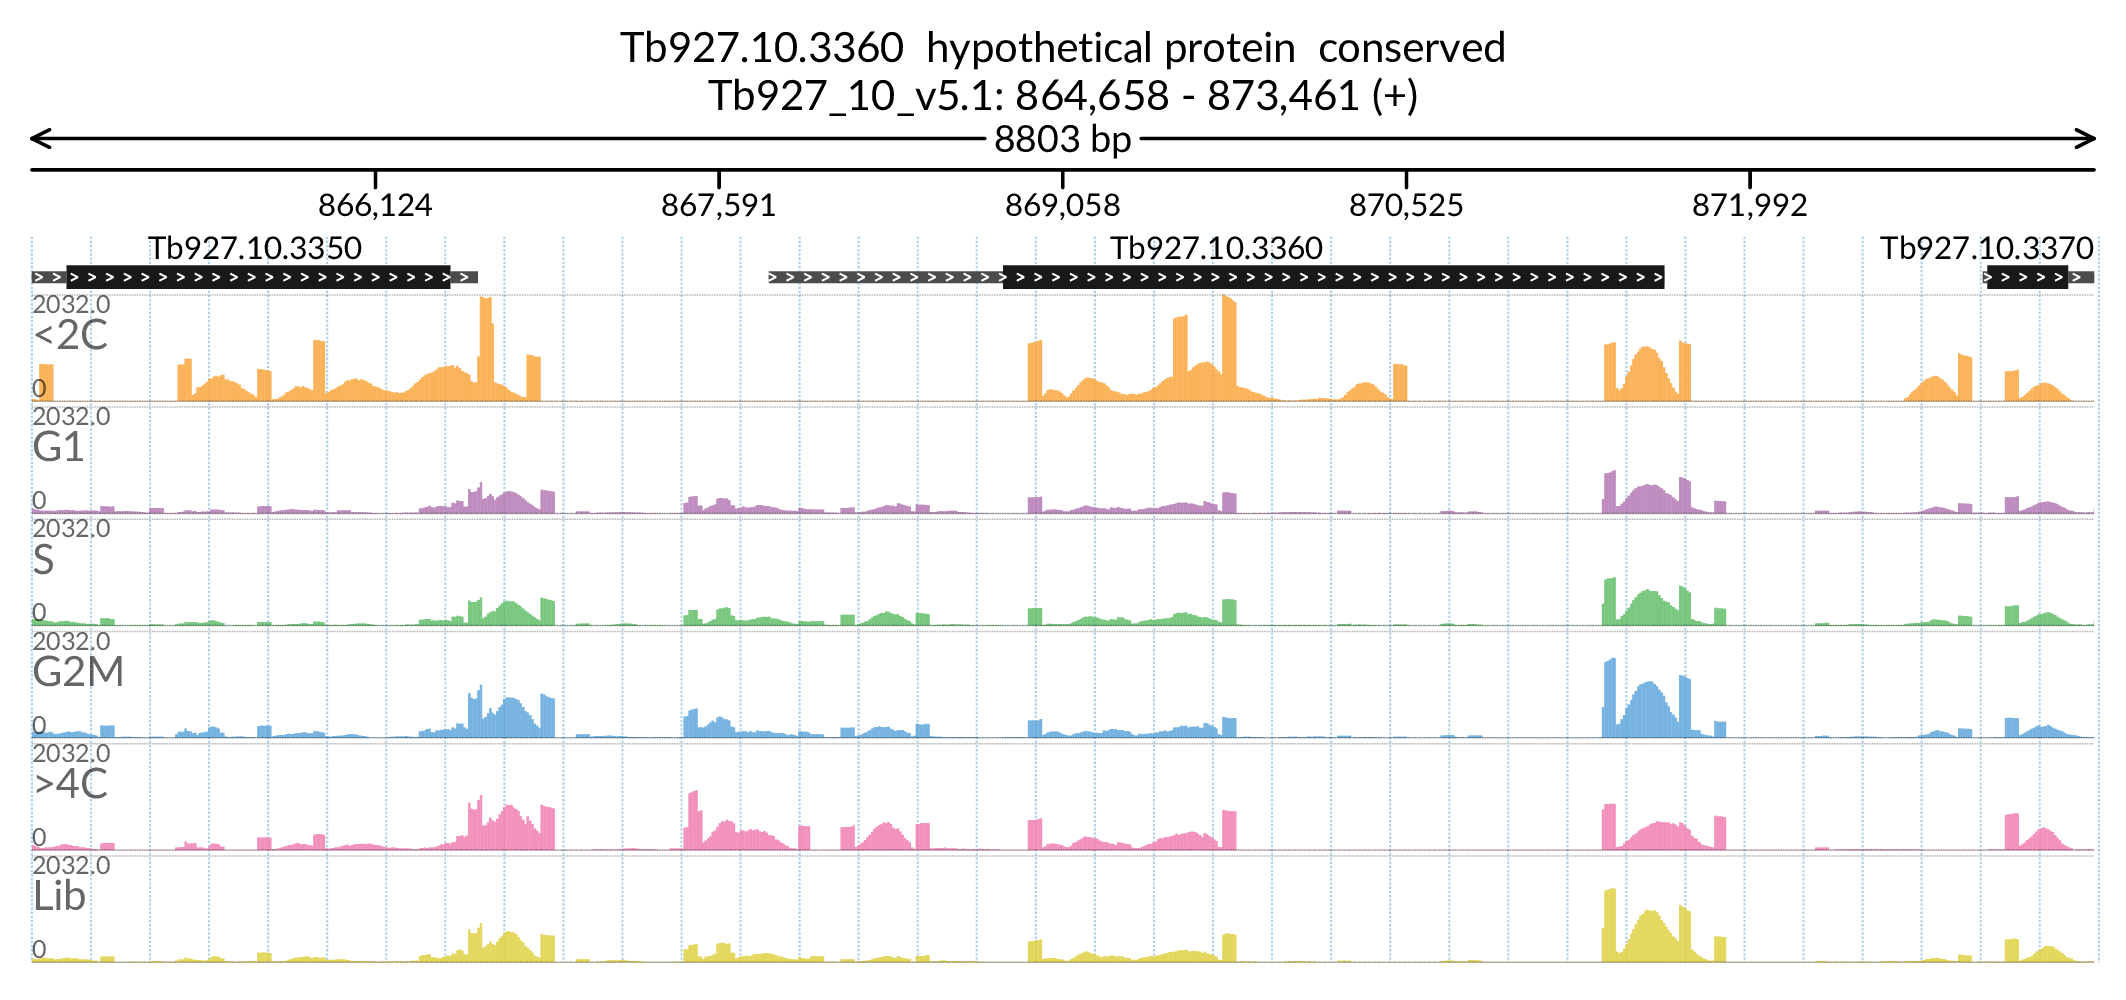 Tb927.10.3360  hypothetical protein  conserved
Tb927_10_v5.1: 864,658 - 873,461 (+)
8803 bp
866,124 867,591 869,058 870,525 871,992
Tb927.10.3350 Tb927.10.3360 Tb927.10.3370
2032.0
<2C
0
2032.0
G1
0
2032.0
S
0
2032.0
G2M
0
2032.0
>4C
0
2032.0
Lib
0